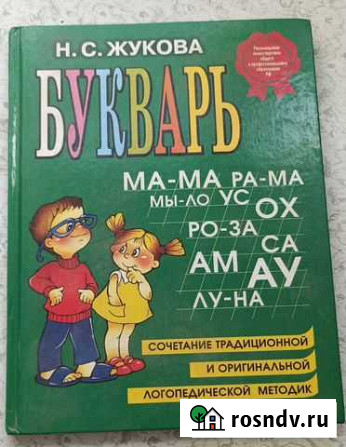 Н. С. ЖУКОВА
БУКВАРЬ
МА-МА РА-МА
МЫ-ЛО УС ОХ
РО-ЗА СА
АМ АУ
ЛУ-НА
СОЧЕТАНИЕ ТРАДИЦИОННОЙ
И ОРИГИНАЛЬНОЙ
ЛОГОПЕДИЧЕСКОЙ МЕТОДИК
rosndv.ru